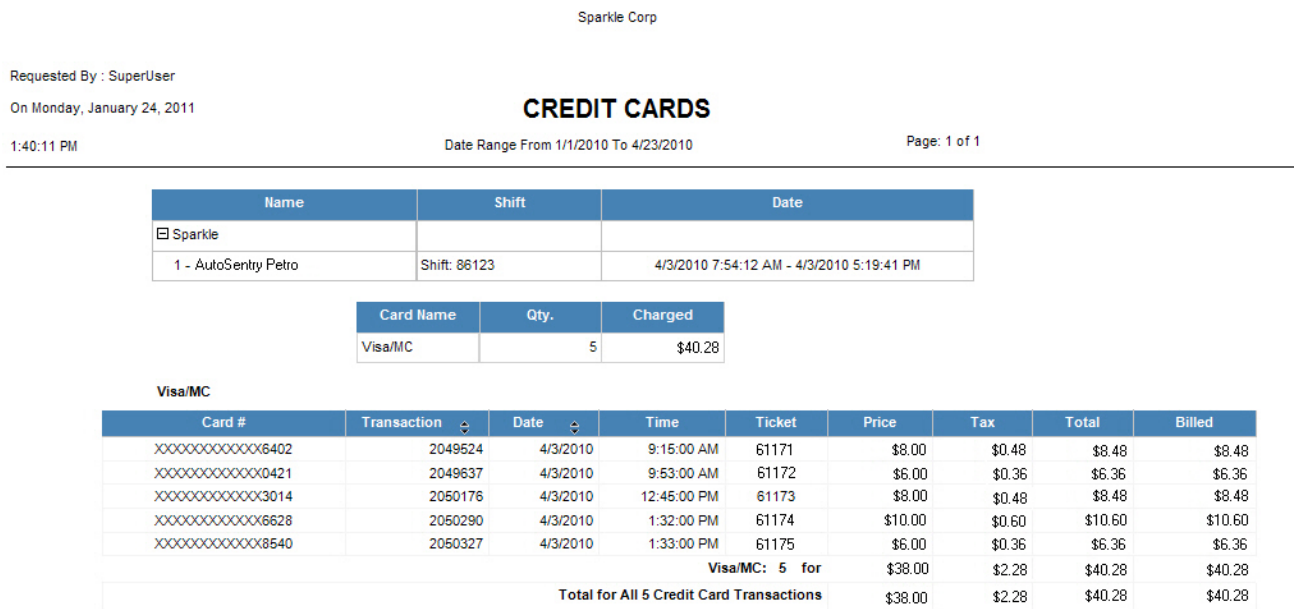 Sparkle Corp
Requested By : SuperUser
On Monday, January 24, 2011
CREDIT CARDS
1:40:11 PM
Date Range From 1/1/2010 To 4/23/2010
Page: 1 of 1
Name Shift Date
Sparkle
1 - AutoSentry Petro Shift: 86123 4/3/2010 7:54:12 AM - 4/3/2010 5:19:41 PM
Card Name Qty. Charged
Visa/MC 5 $40.28
Visa/MC
Card # Transaction Date Time Ticket Price Tax Total Billed
XXXXXXXXXXXX6402 2049524 4/3/2010 9:15:00 AM 61171 $8.00 $0.48 $8.48 $8.48
XXXXXXXXXXXX0421 2049637 4/3/2010 9:53:00 AM 61172 $6.00 $0.36 $6.36 $6.36
XXXXXXXXXXXX3014 2050176 4/3/2010 12:45:00 PM 61173 $8.00 $0.48 $8.48 $8.48
XXXXXXXXXXXX6628 2050290 4/3/2010 1:32:00 PM 61174 $10.00 $0.60 $10.60 $10.60
XXXXXXXXXXXX8540 2050327 4/3/2010 1:33:00 PM 61175 $6.00 $0.36 $6.36 $6.36
Visa/MC: 5 for $38.00 $2.28 $40.28 $40.28
Total for All 5 Credit Card Transactions $38.00 $2.28 $40.28 $40.28